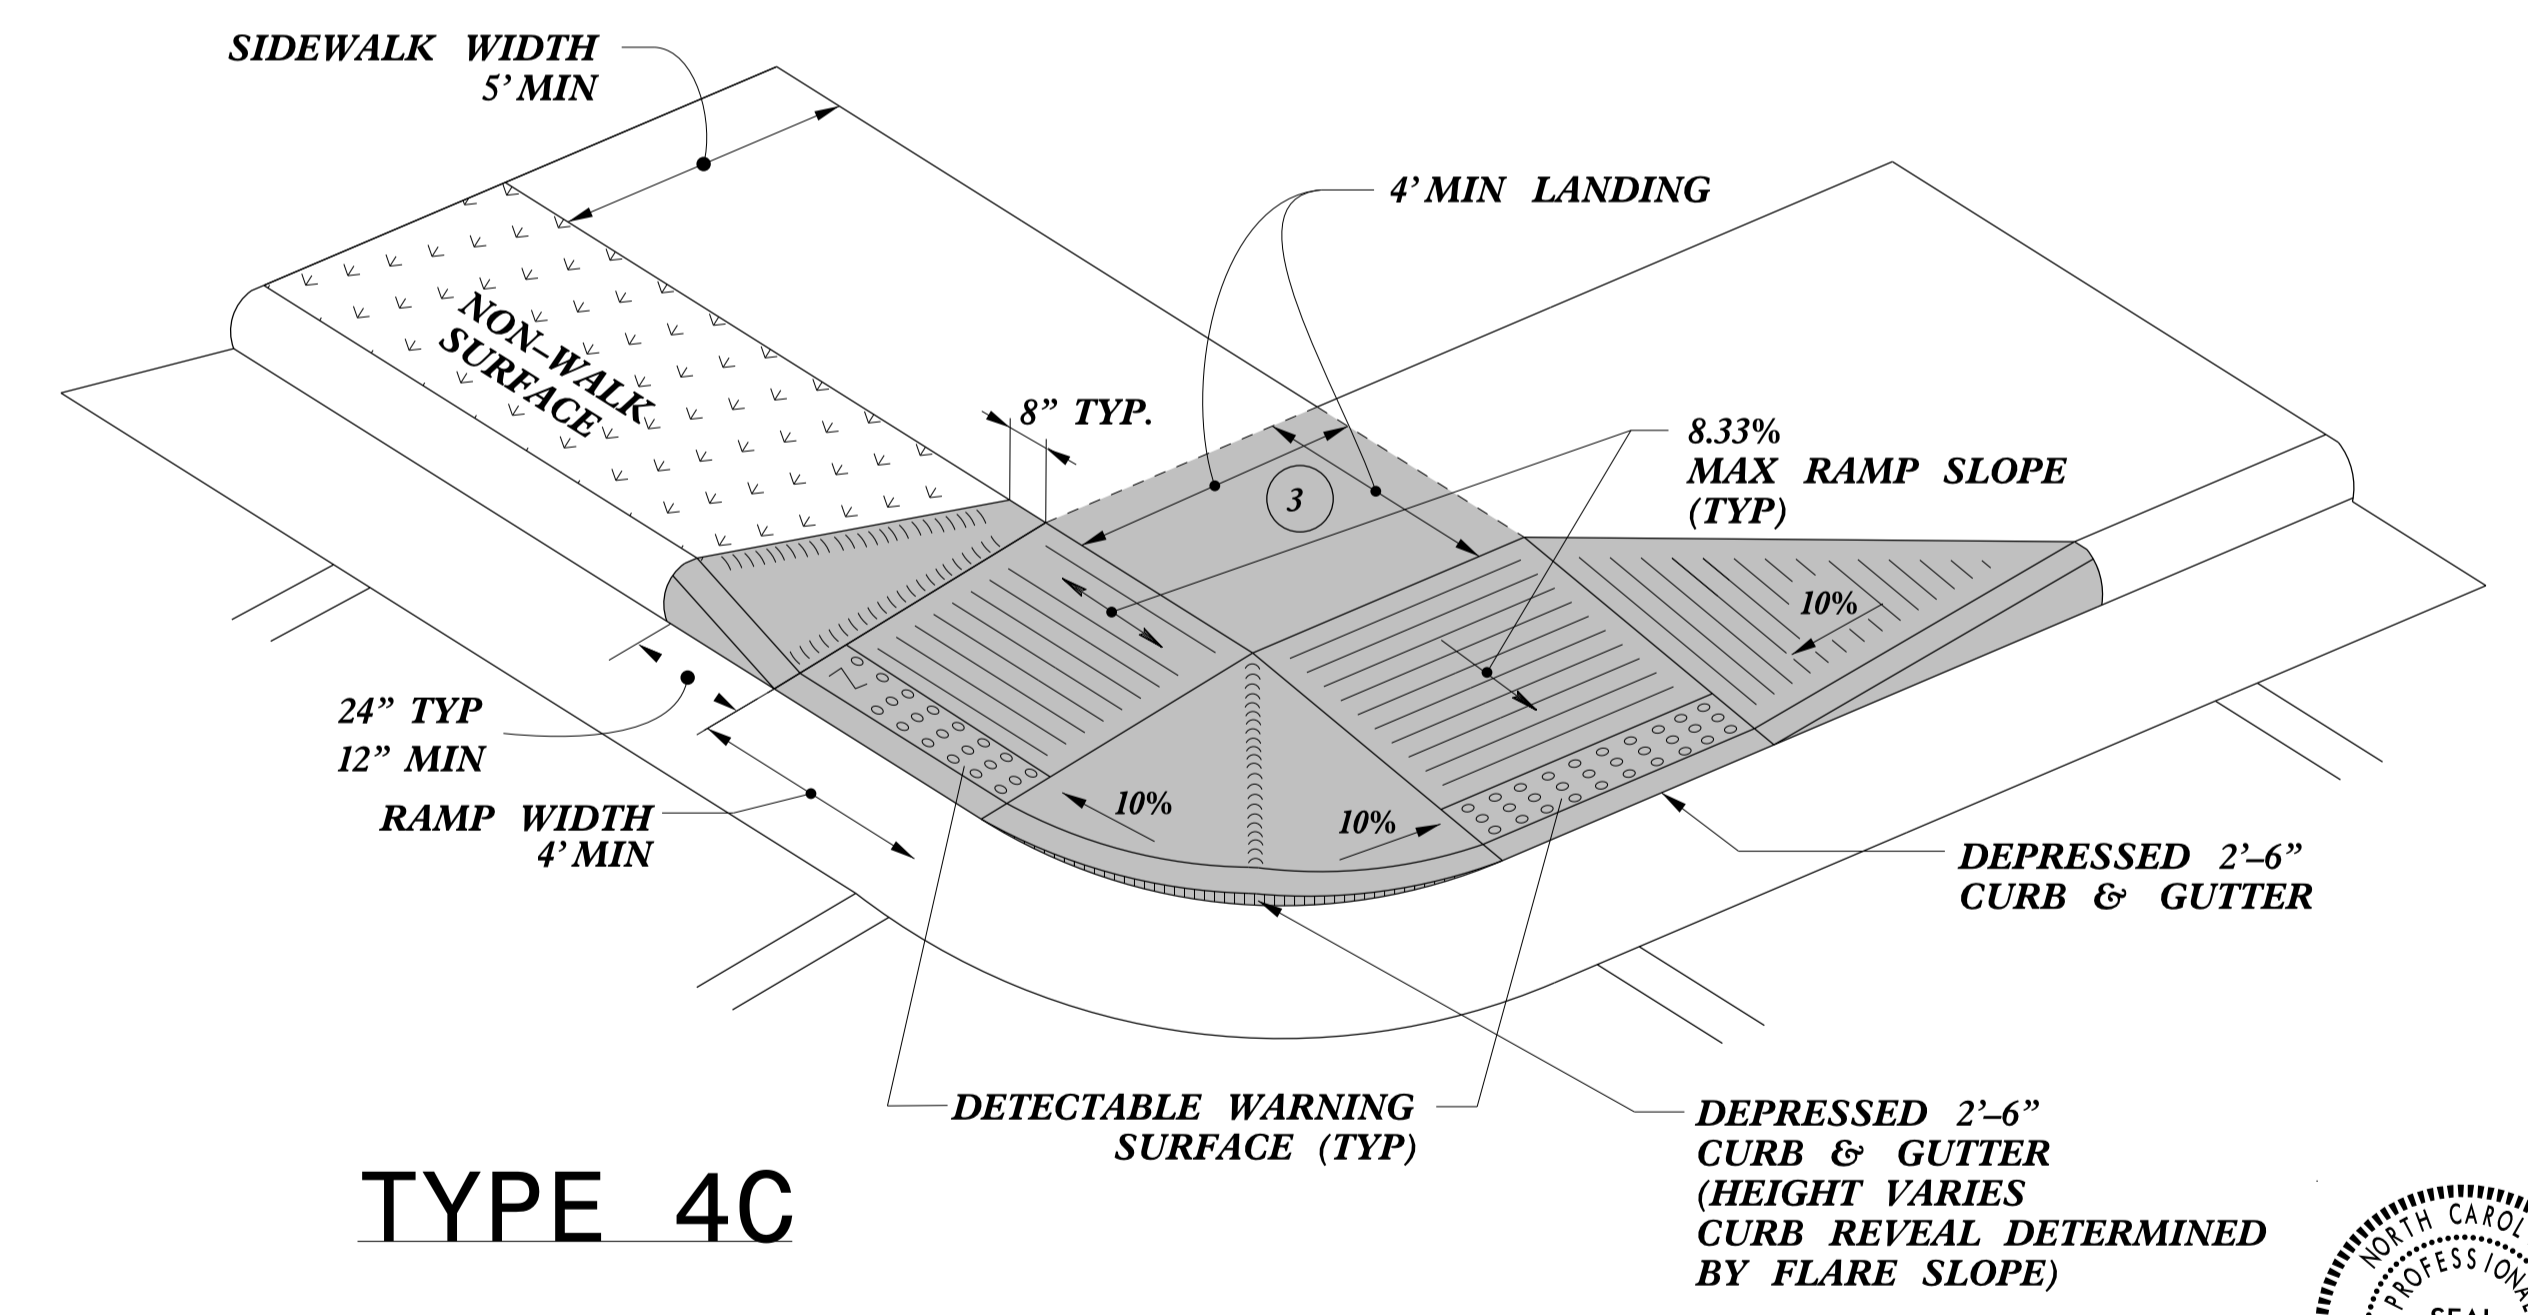 SIDEWALK WIDTH
5' MIN
4' MIN LANDING
NON–WALK
SURFACE
8” TYP.
8.33%
MAX RAMP SLOPE
(TYP)
3
10%
24” TYP
12” MIN
RAMP WIDTH
4' MIN
10%
10%
DEPRESSED 2'–6”
CURB & GUTTER
DETECTABLE WARNING
SURFACE (TYP)
DEPRESSED 2'–6”
CURB & GUTTER
(HEIGHT VARIES
CURB REVEAL DETERMINED
BY FLARE SLOPE)
TYPE 4C
NORTH